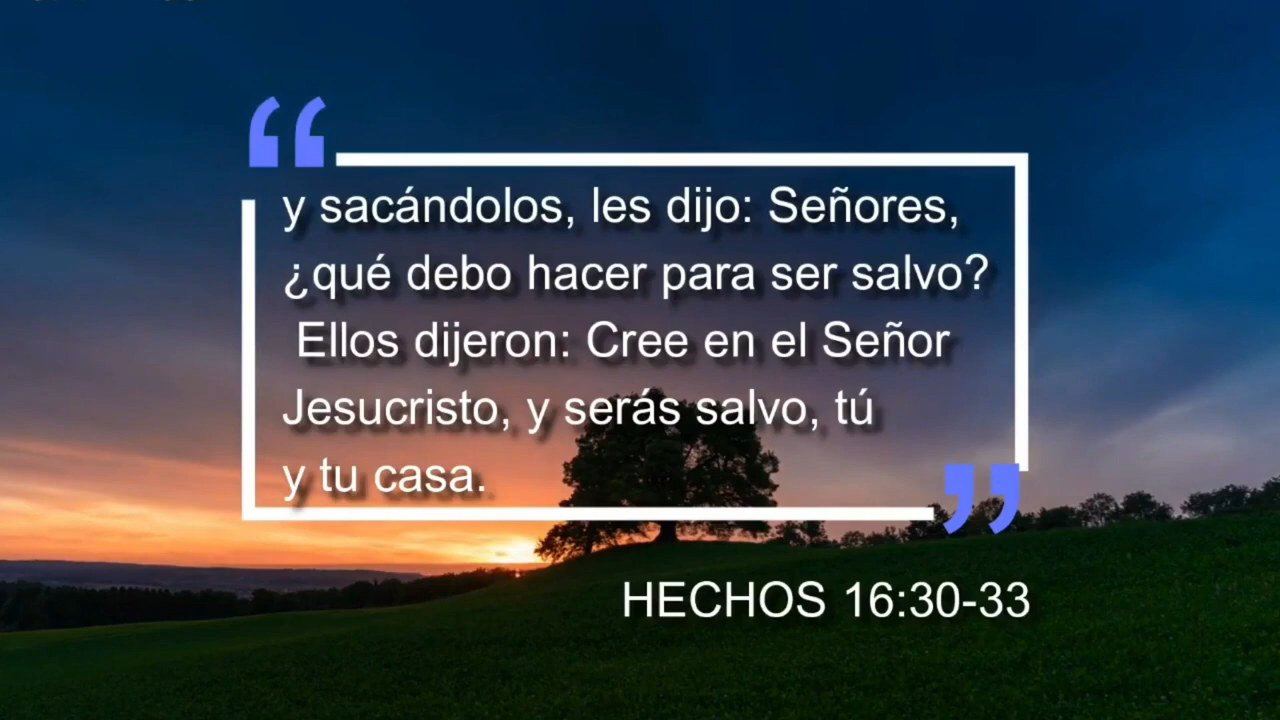 “
y sacándolos, les dijo: Señores,
¿qué debo hacer para ser salvo?
Ellos dijeron: Cree en el Señor
Jesucristo, y serás salvo, tú
y tu casa.
”
HECHOS 16:30-33